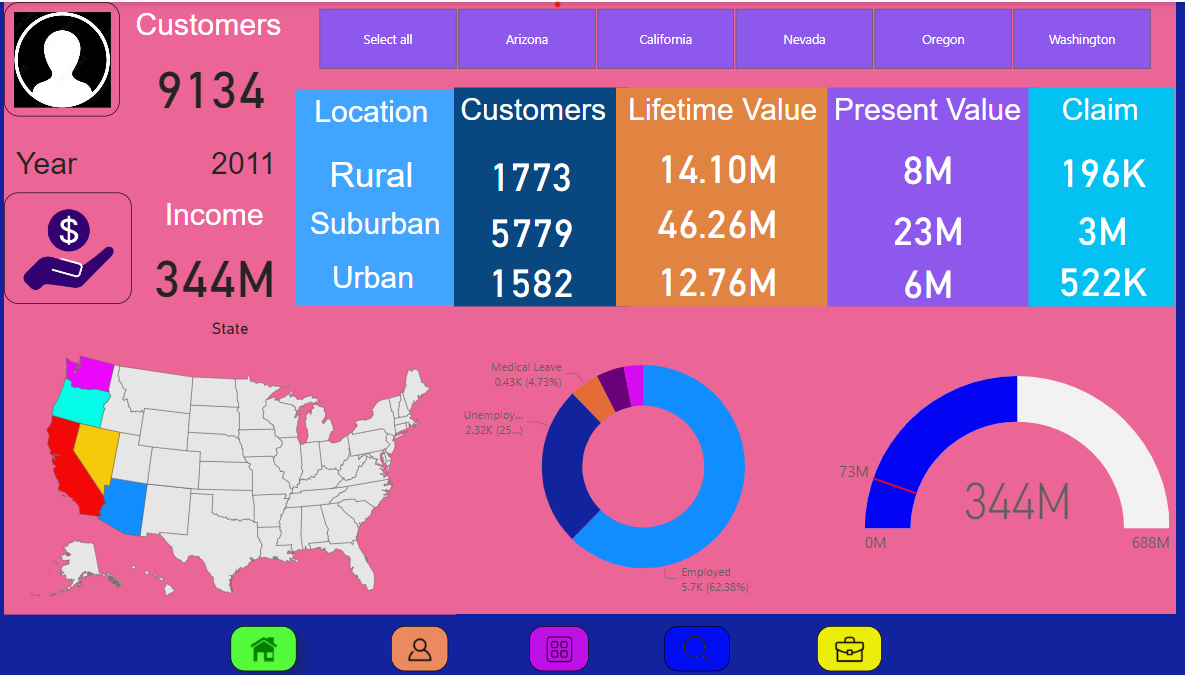 Customers
9134
Year 2011
Income
344M
$
Select all Arizona California Nevada Oregon Washington
Location Customers Lifetime Value Present Value Claim
Rural 1773 14.10M 8M 196K
Suburban 5779 46.26M 23M 3M
Urban 1582 12.76M 6M 522K
State
Medical Leave
0.43K (4.73%)
Unemploy...
2.32K (25...)
Employed
5.7K (62.38%)
73M
344M
0M 688M